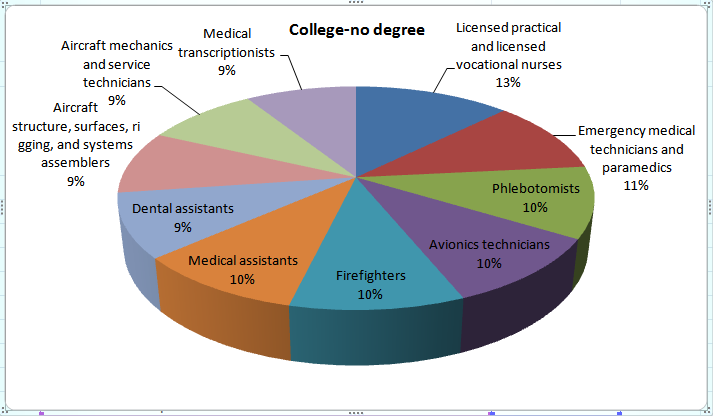 College-no degree
Licensed practical
and licensed
vocational nurses
13%
Emergency medical
technicians and
paramedics
11%
Phlebotomists
10%
Avionics technicians
10%
Firefighters
10%
Medical assistants
10%
Dental assistants
9%
Aircraft
structure, surfaces, ri
gging, and systems
assemblers
9%
Aircraft mechanics
and service
technicians
9%
Medical
transcriptionists
9%